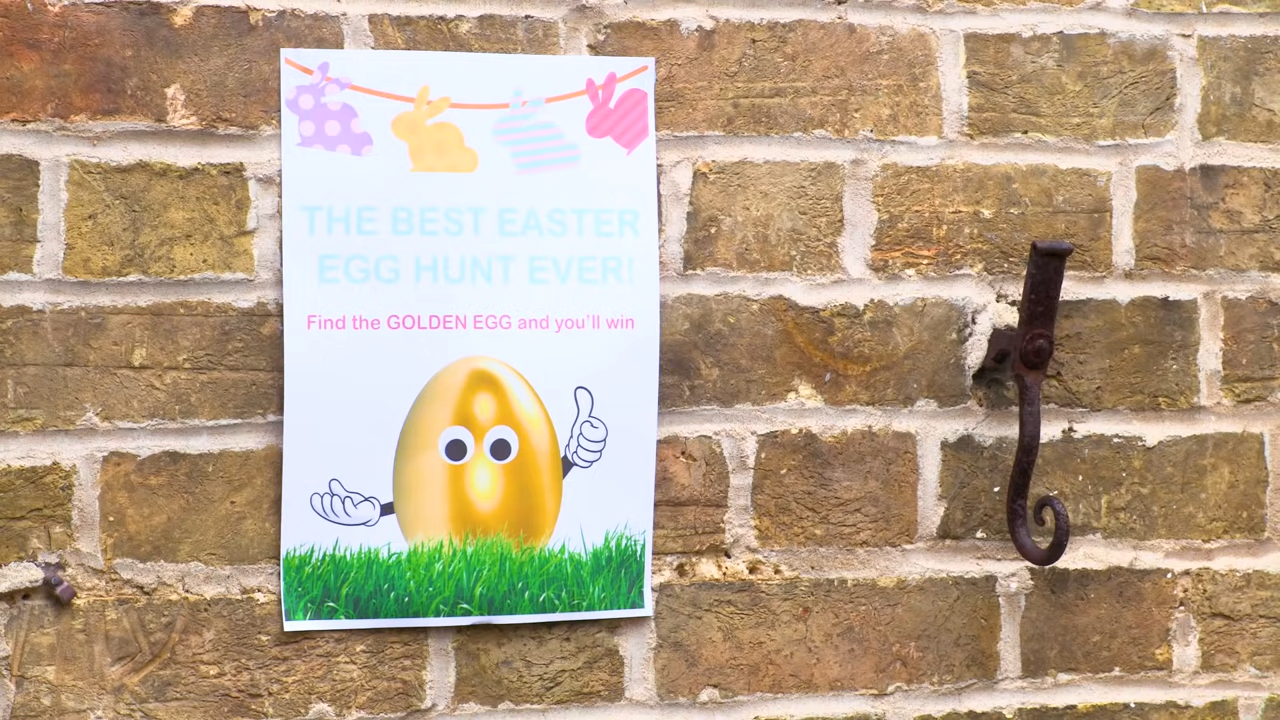 THE BEST EASTER
EGG HUNT EVER!
Find the GOLDEN EGG and you'll win